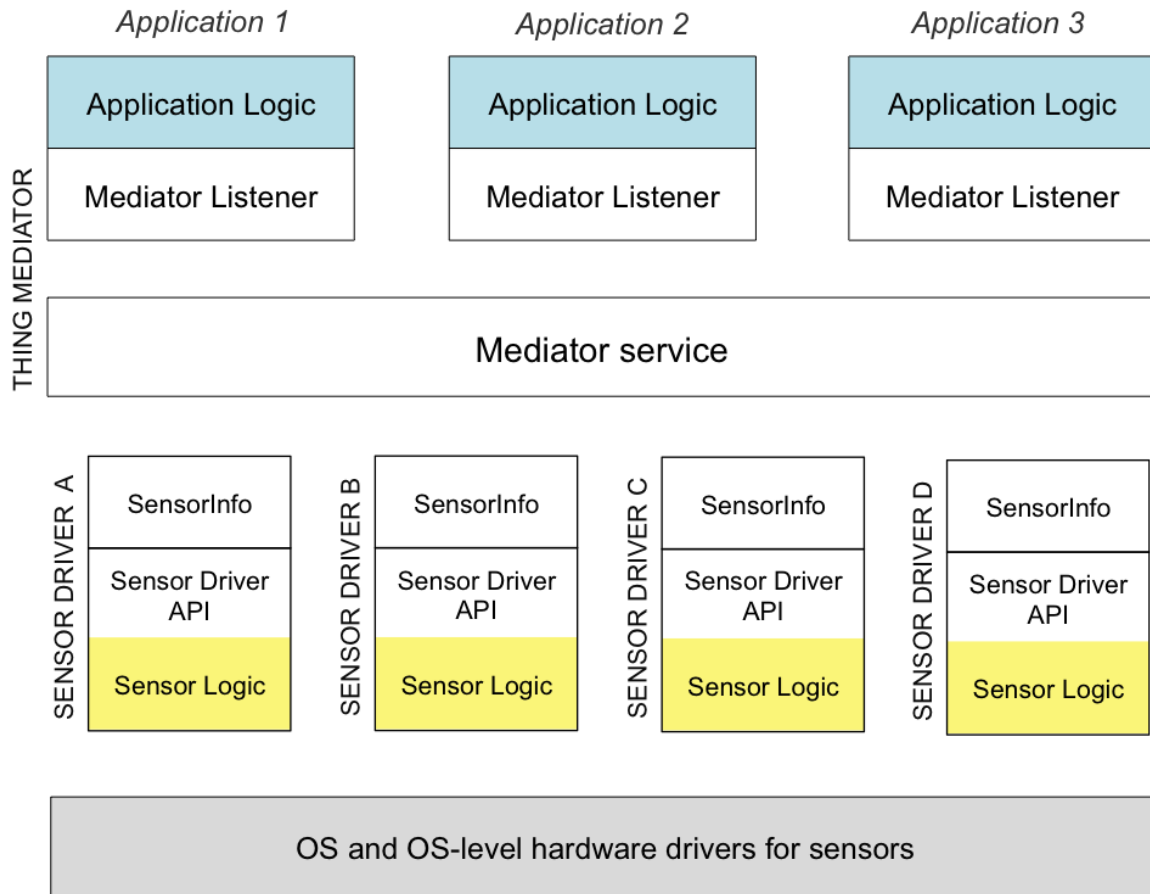 Application 1
Application 2
Application 3
Application Logic
Application Logic
Application Logic
Mediator Listener
Mediator Listener
Mediator Listener
THING MEDIATOR
Mediator service
SENSOR DRIVER A
SensorInfo
Sensor Driver
API
Sensor Logic
SENSOR DRIVER B
SensorInfo
Sensor Driver
API
Sensor Logic
SENSOR DRIVER C
SensorInfo
Sensor Driver
API
Sensor Logic
SENSOR DRIVER D
SensorInfo
Sensor Driver
API
Sensor Logic
OS and OS-level hardware drivers for sensors